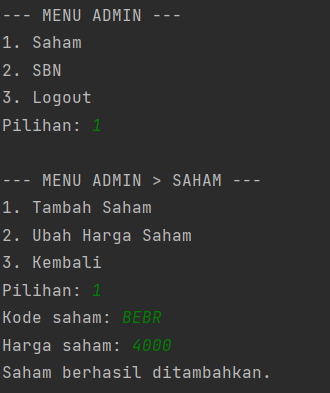 --- MENU ADMIN ---
1. Saham
2. SBN
3. Logout
Pilihan: 1
--- MENU ADMIN > SAHAM ---
1. Tambah Saham
2. Ubah Harga Saham
3. Kembali
Pilihan: 1
Kode saham: BEBR
Harga saham: 4000
Saham berhasil ditambahkan.